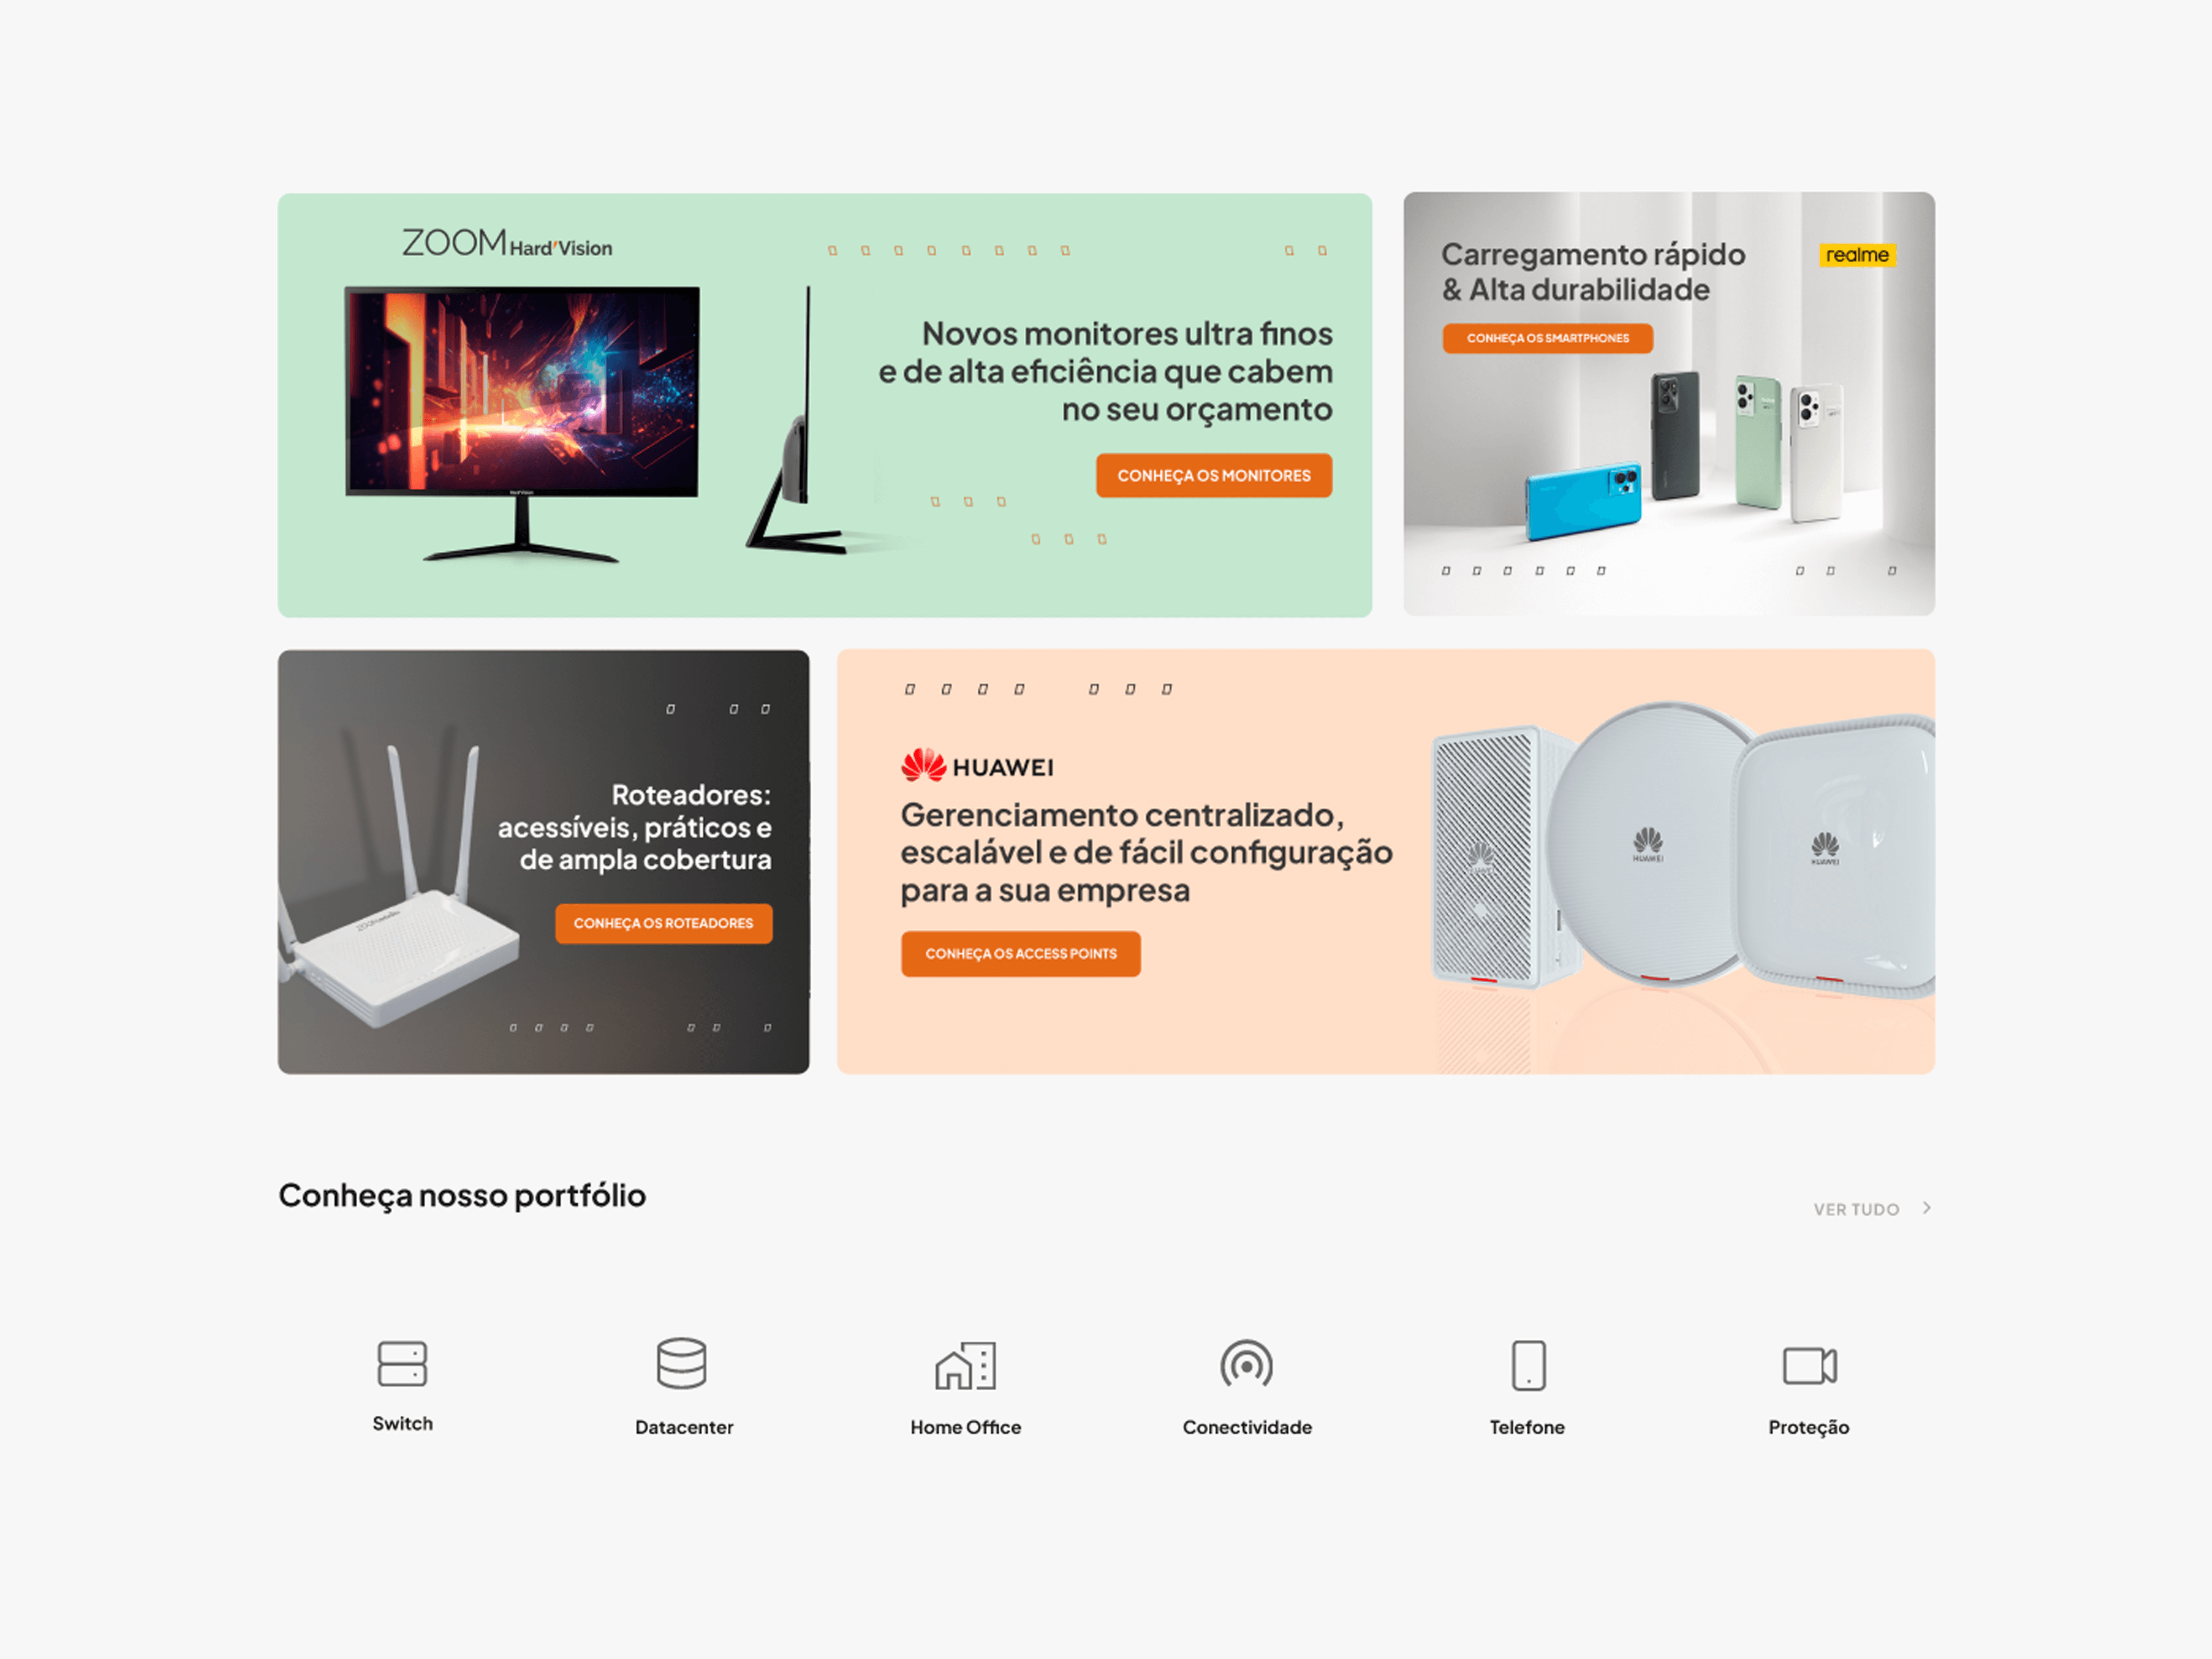 ZOOM Hard'Vision
Novos monitores ultra finos
e de alta eficiência que cabem
no seu orçamento
CONHEÇA OS MONITORES
Carregamento rápido
& Alta durabilidade
realme
CONHEÇA OS SMARTPHONES
Roteadores:
acessíveis, práticos e
de ampla cobertura
CONHEÇA OS ROTEADORES
HUAWEI
Gerenciamento centralizado,
escalável e de fácil configuração
para a sua empresa
CONHEÇA OS ACCESS POINTS
HUAWEI
HUAWEI
HUAWEI
Conheça nosso portfólio
VER TUDO
Switch
Datacenter
Home Office
Conectividade
Telefone
Proteção